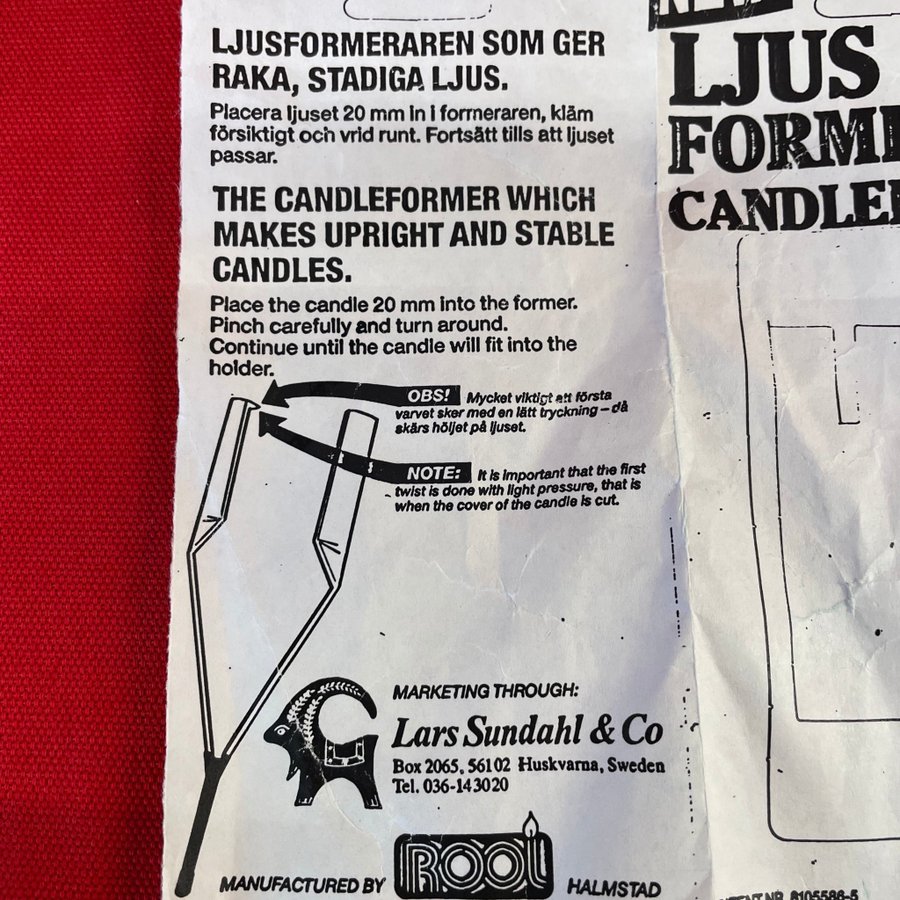 LJUSFORMERAREN SOM GER
RAKA, STADIGA LJUS.
Placera ljuset 20 mm in i formeraren, kläm
försiktigt och vrid runt. Fortsätt tills att ljuset
passar.
THE CANDLEFORMER WHICH
MAKES UPRIGHT AND STABLE
CANDLES.
Place the candle 20 mm into the former.
Pinch carefully and turn around.
Continue until the candle will fit into the
holder.
OBS! Mycket viktigt att första
varvet sker med en lätt tryckning – då
skärs höljet på ljuset.
NOTE: It is important that the first
twist is done with light pressure, that is
when the cover of the candle is cut.
MARKETING THROUGH:
Lars Sundahl & Co
Box 2065, 56102 Huskvarna, Sweden
Tel. 036-143020
MANUFACTURED BY ROOL HALMSTAD
LJUS
FORME
CANDLE
NR. 8105586-5